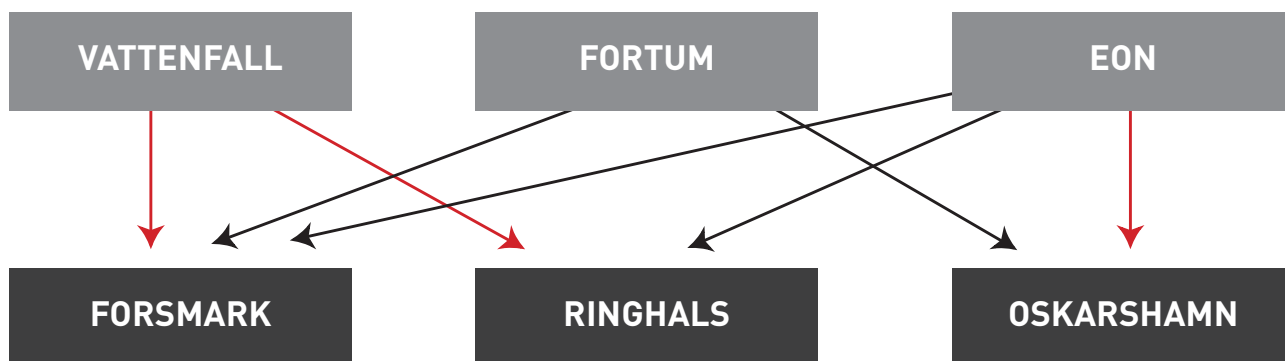 VATTENFALL
FORTUM
EON
FORSMARK
RINGHALS
OSKARSHAMN